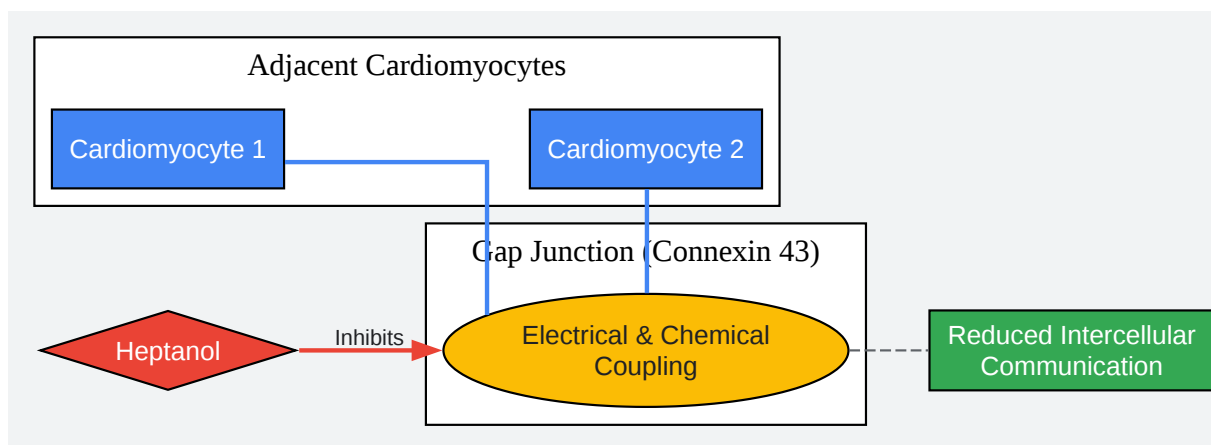 Adjacent Cardiomyocytes
Cardiomyocyte 1
Cardiomyocyte 2
Gap Junction (Connexin 43)
Heptanol
Inhibits
Electrical & Chemical
Coupling
Reduced Intercellular
Communication